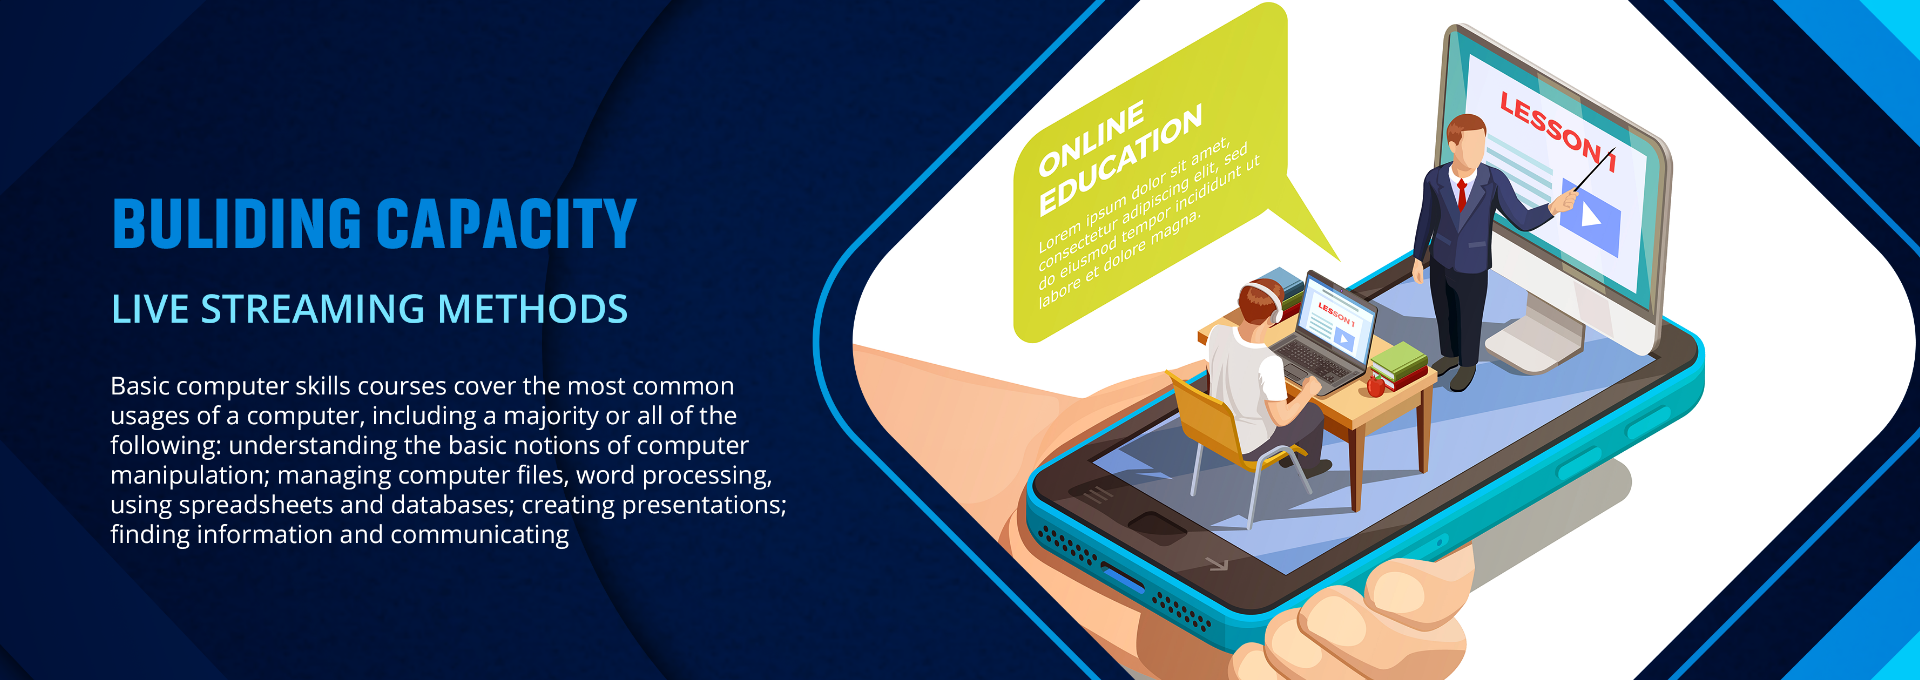 BULIDING CAPACITY
LIVE STREAMING METHODS
Basic computer skills courses cover the most common
usages of a computer, including a majority or all of the
following: understanding the basic notions of computer
manipulation; managing computer files, word processing,
using spreadsheets and databases; creating presentations;
finding information and communicating
ONLINE
EDUCATION
Lorem ipsum dolor sit amet,
consectetur adipiscing elit, sed
do eiusmod tempor incididunt ut
labore et dolore magna.
LESSON 1
LESSON 1